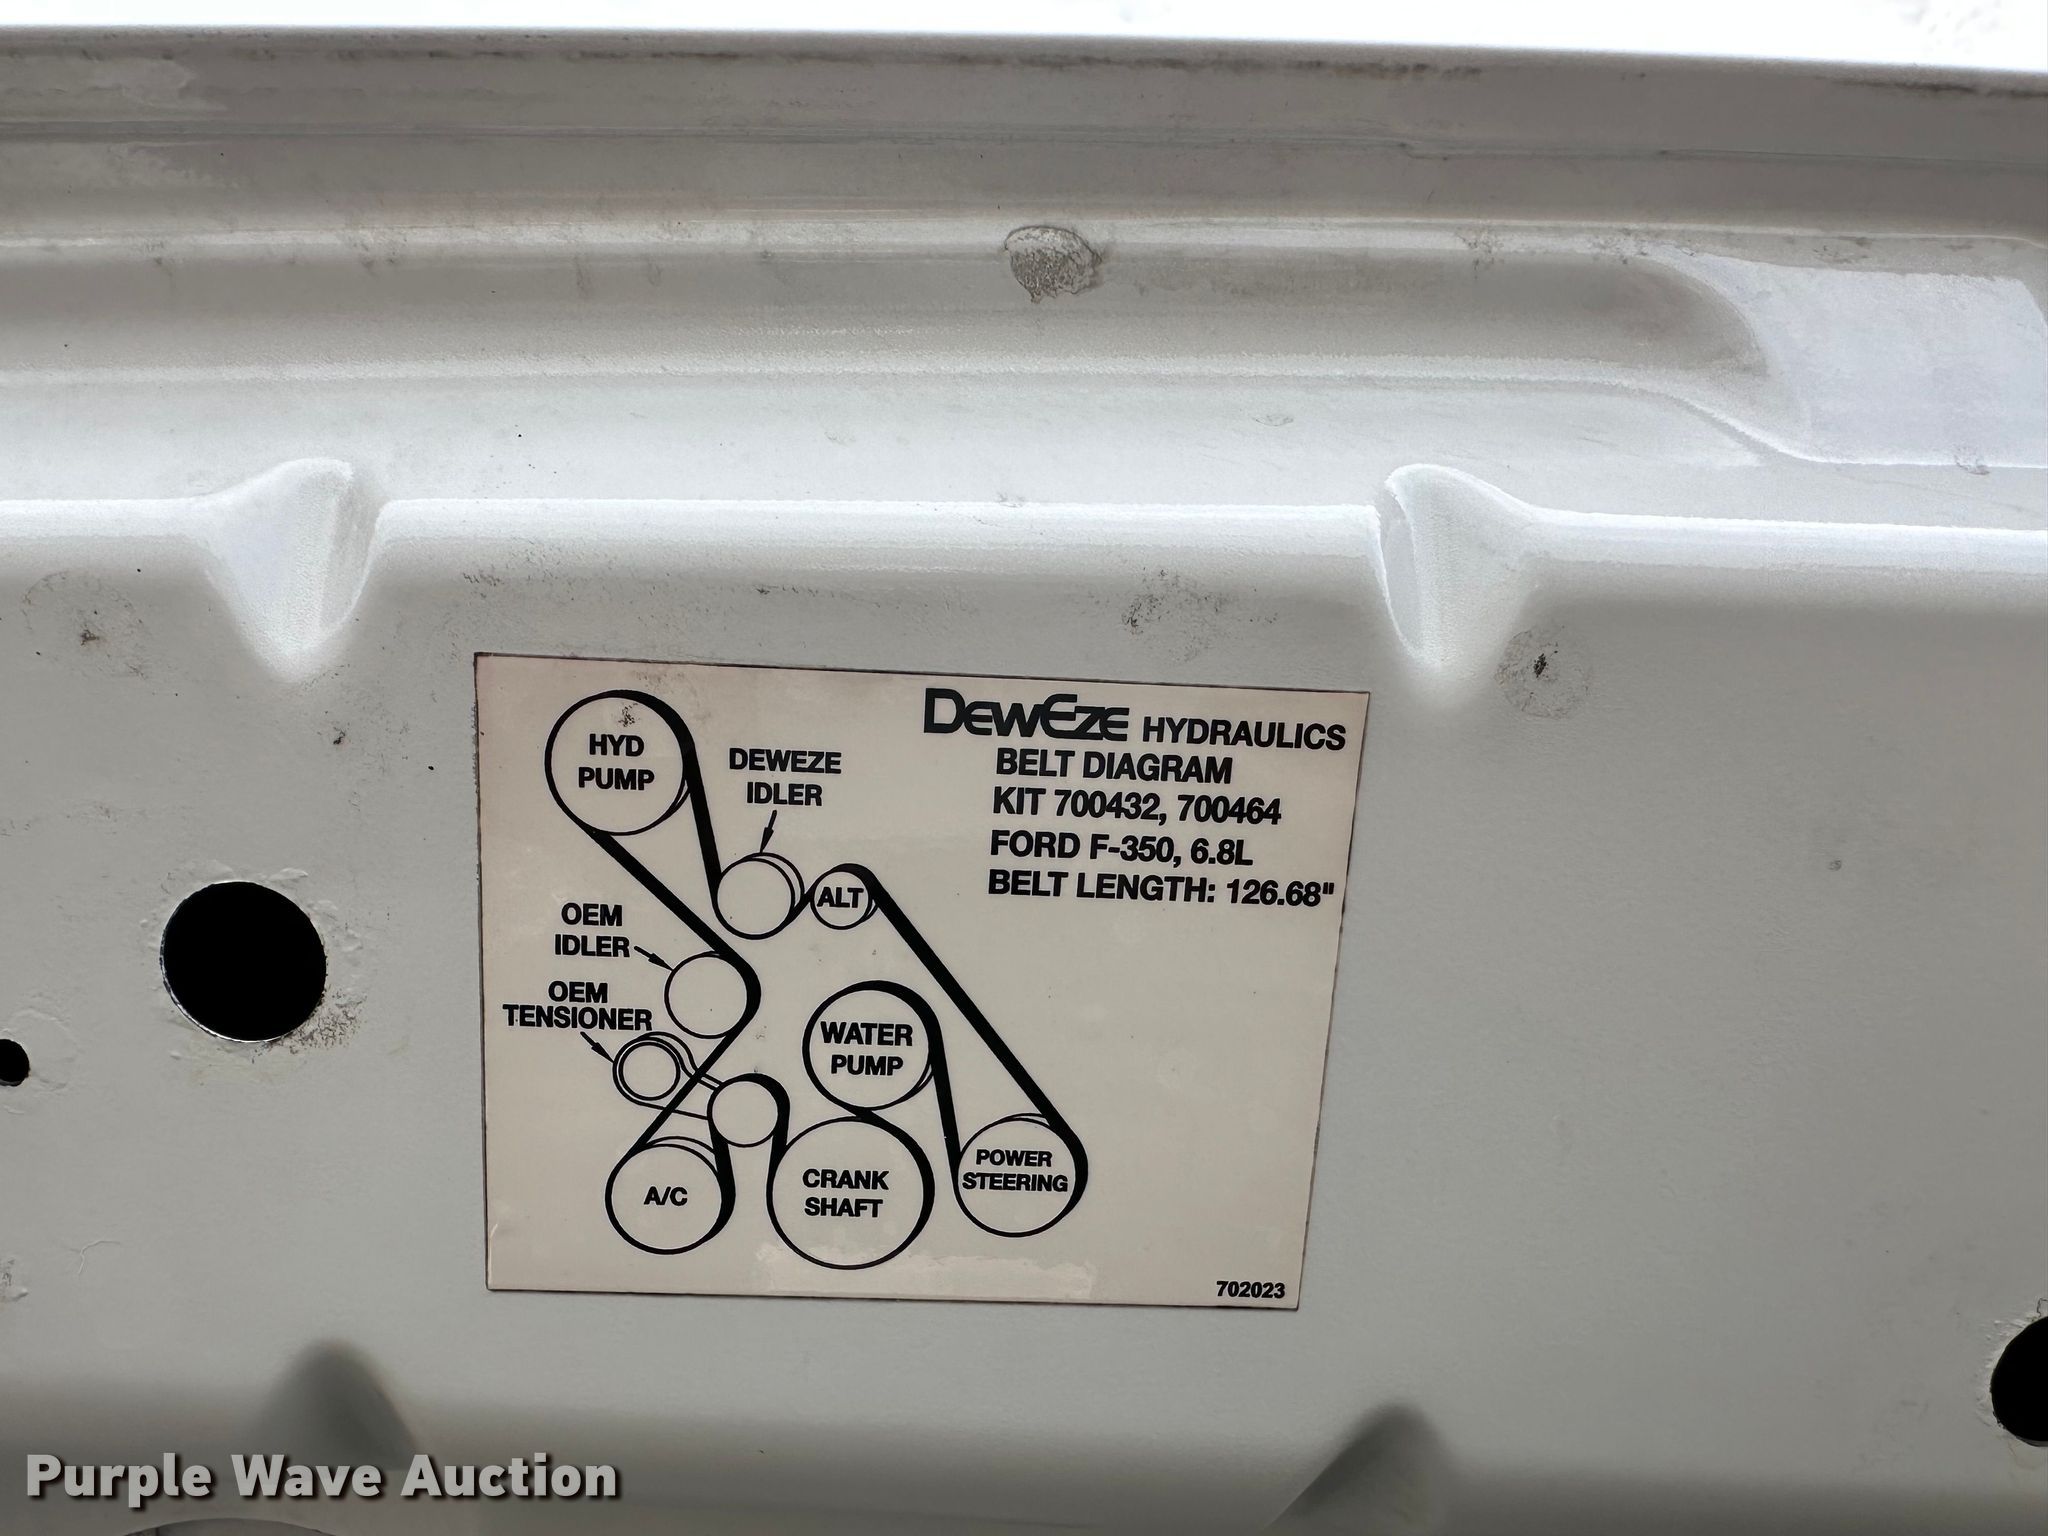 DewEze HYDRAULICS
BELT DIAGRAM
KIT 700432, 700464
FORD F-350, 6.8L
BELT LENGTH: 126.68"
HYD
PUMP
DEWEZE
IDLER
ALT
OEM
IDLER
OEM
TENSIONER
WATER
PUMP
A/C
CRANK
SHAFT
POWER
STEERING
702023
Purple Wave Auction